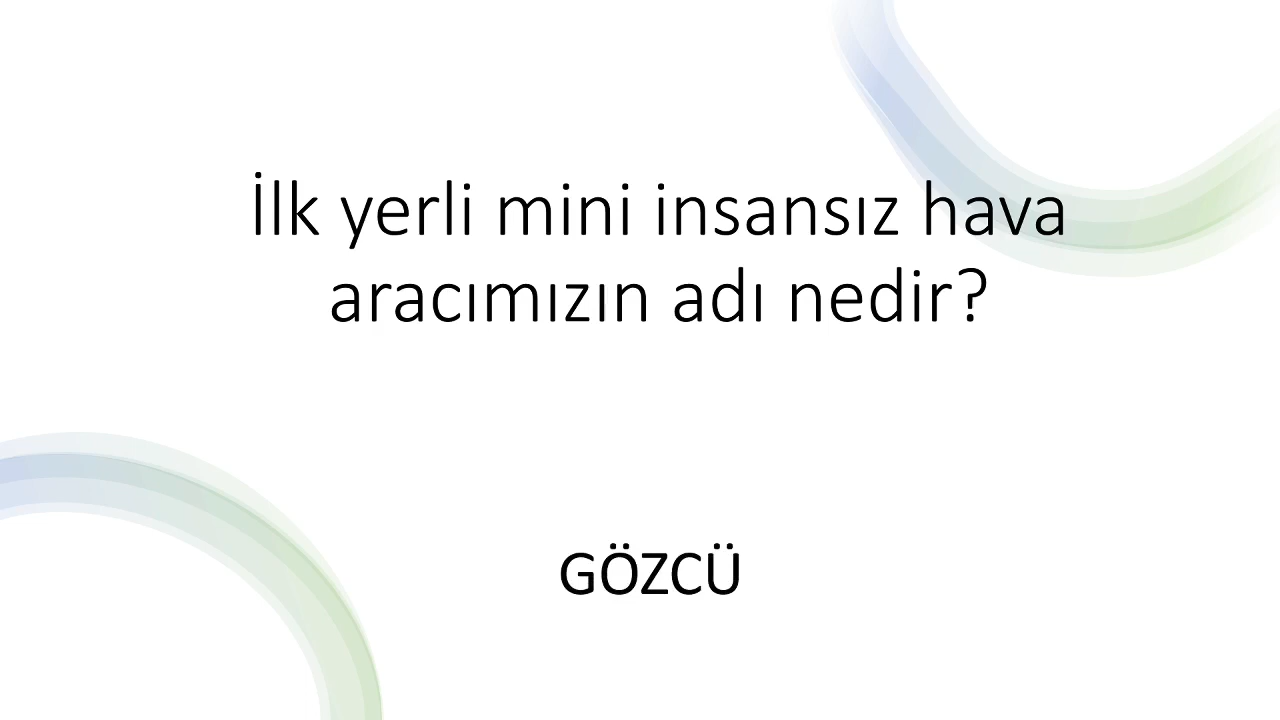 İlk yerli mini insansız hava
aracımızın adı nedir?
GÖZCÜ